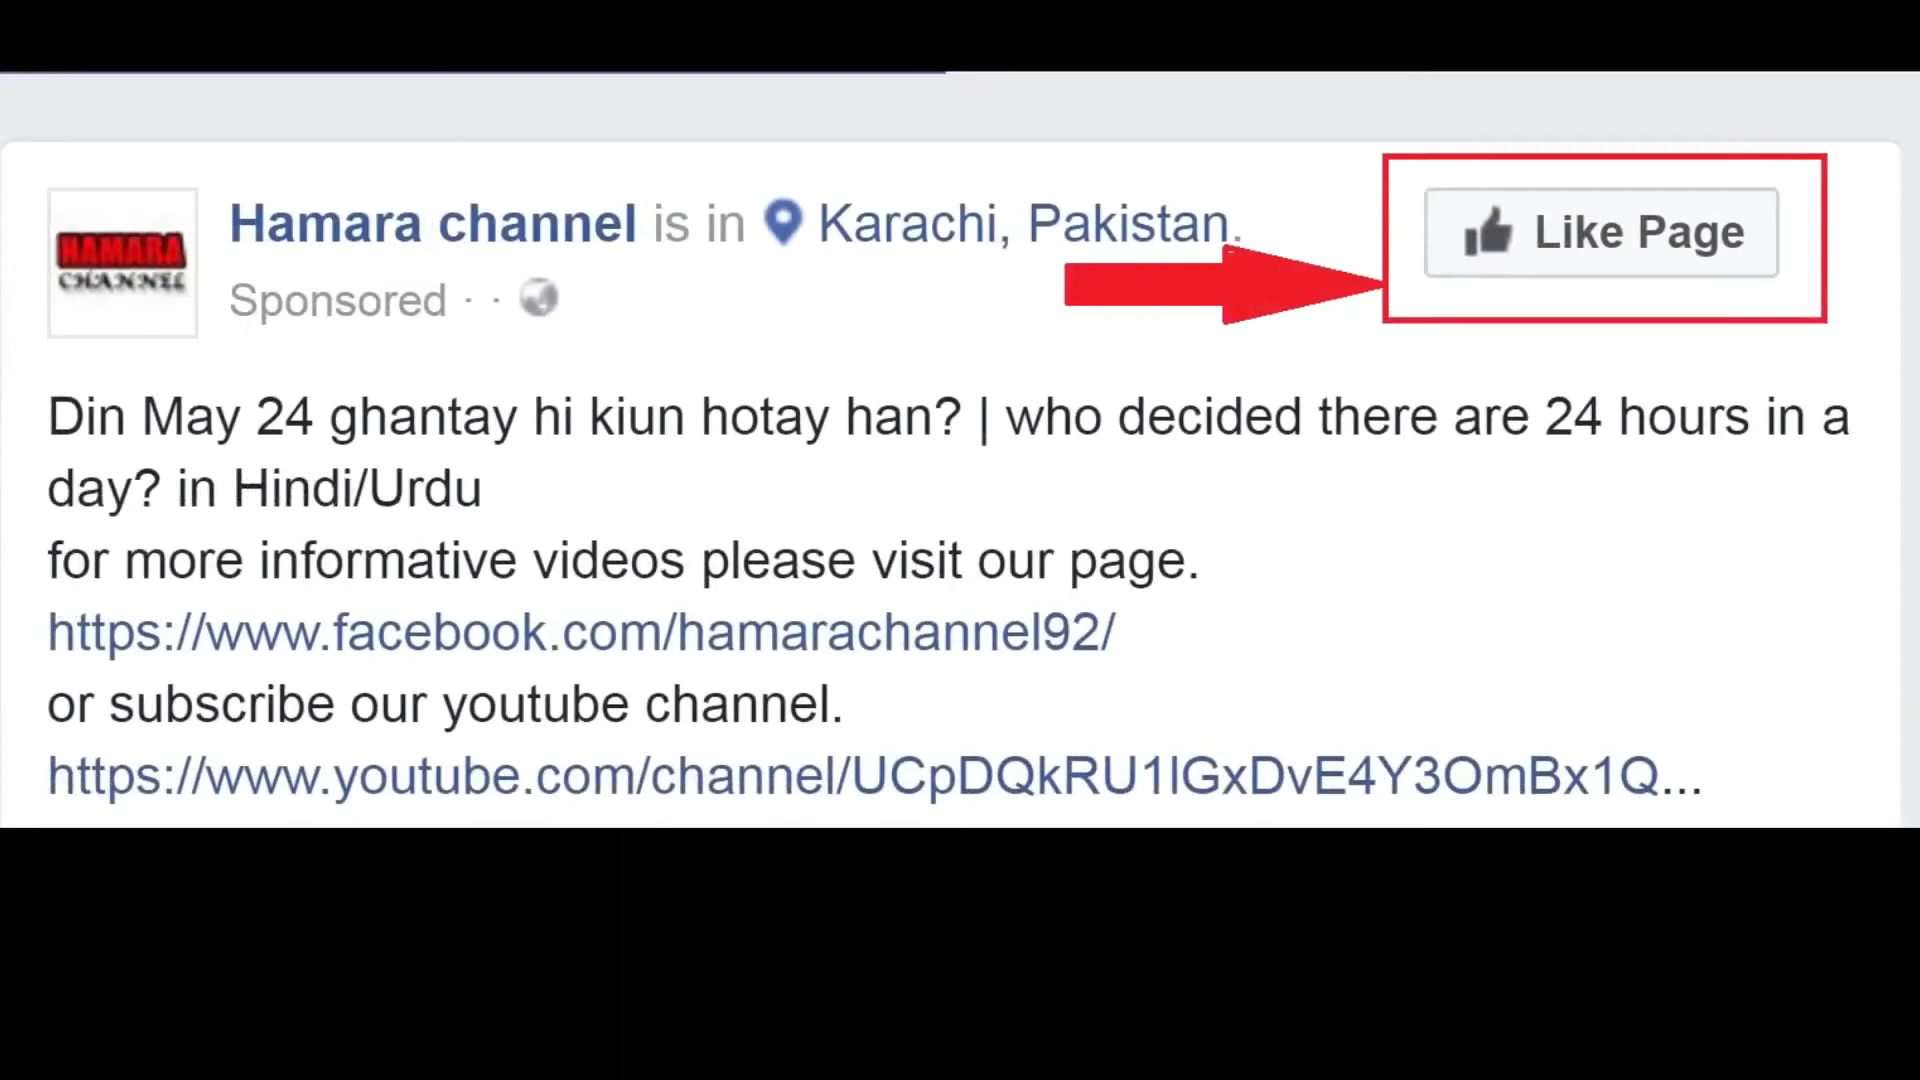 HAMARA
CHANNEL
Hamara channel is in Karachi, Pakistan.
Sponsored · ·
Like Page
Din May 24 ghantay hi kiun hotay han? | who decided there are 24 hours in a
day? in Hindi/Urdu
for more informative videos please visit our page.
https://www.facebook.com/hamarachannel92/
or subscribe our youtube channel.
https://www.youtube.com/channel/UCpDQkRU1lGxDvE4Y3OmBx1Q...